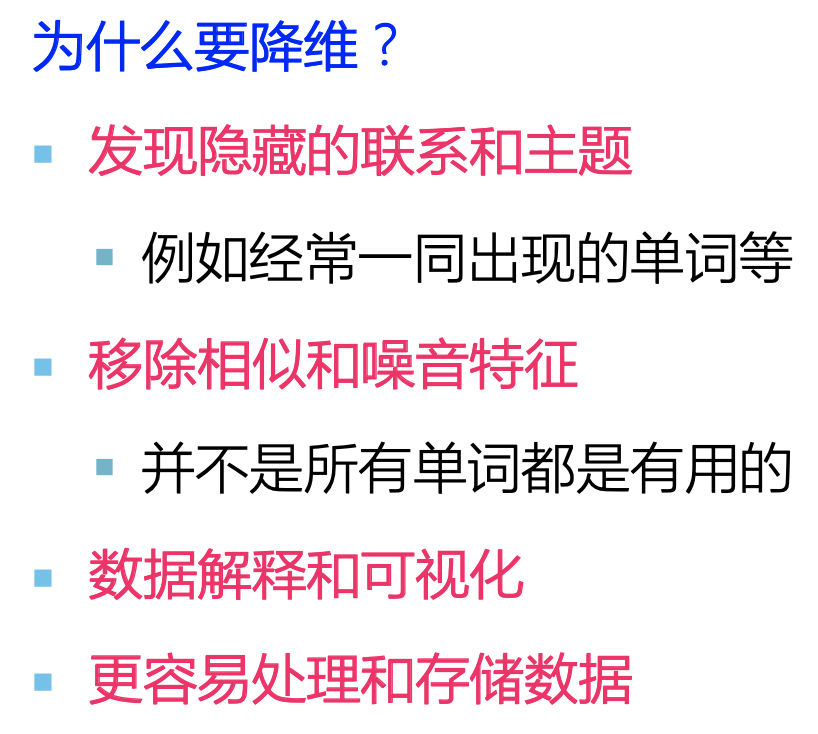 为什么要降维？
发现隐藏的联系和主题
例如经常一同出现的单词等
移除相似和噪音特征
并不是所有单词都是有用的
数据解释和可视化
更容易处理和存储数据